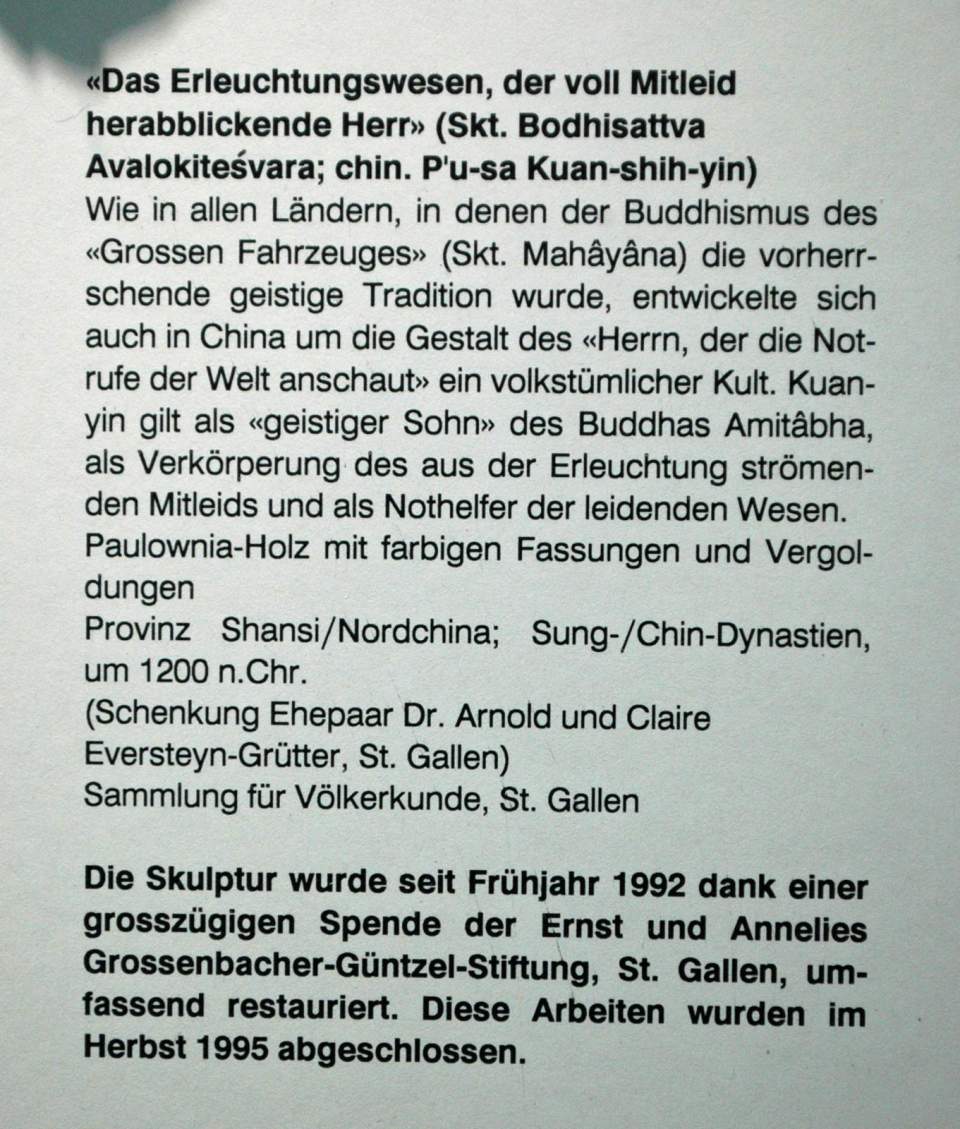 «Das Erleuchtungswesen, der voll Mitleid
herabblickende Herr» (Skt. Bodhisattva
Avalokiteśvara; chin. P'u-sa Kuan-shih-yin)
Wie in allen Ländern, in denen der Buddhismus des
«Grossen Fahrzeuges» (Skt. Mahâyâna) die vorherr-
schende geistige Tradition wurde, entwickelte sich
auch in China um die Gestalt des «Herrn, der die Not-
rufe der Welt anschaut» ein volkstümlicher Kult. Kuan-
yin gilt als «geistiger Sohn» des Buddhas Amitâbha,
als Verkörperung des aus der Erleuchtung strömen-
den Mitleids und als Nothelfer der leidenden Wesen.
Paulownia-Holz mit farbigen Fassungen und Vergol-
dungen
Provinz Shansi/Nordchina; Sung-/Chin-Dynastien,
um 1200 n.Chr.
(Schenkung Ehepaar Dr. Arnold und Claire
Eversteyn-Grütter, St. Gallen)
Sammlung für Völkerkunde, St. Gallen
Die Skulptur wurde seit Frühjahr 1992 dank einer
grosszügigen Spende der Ernst und Annelies
Grossenbacher-Güntzel-Stiftung, St. Gallen, um-
fassend restauriert. Diese Arbeiten wurden im
Herbst 1995 abgeschlossen.